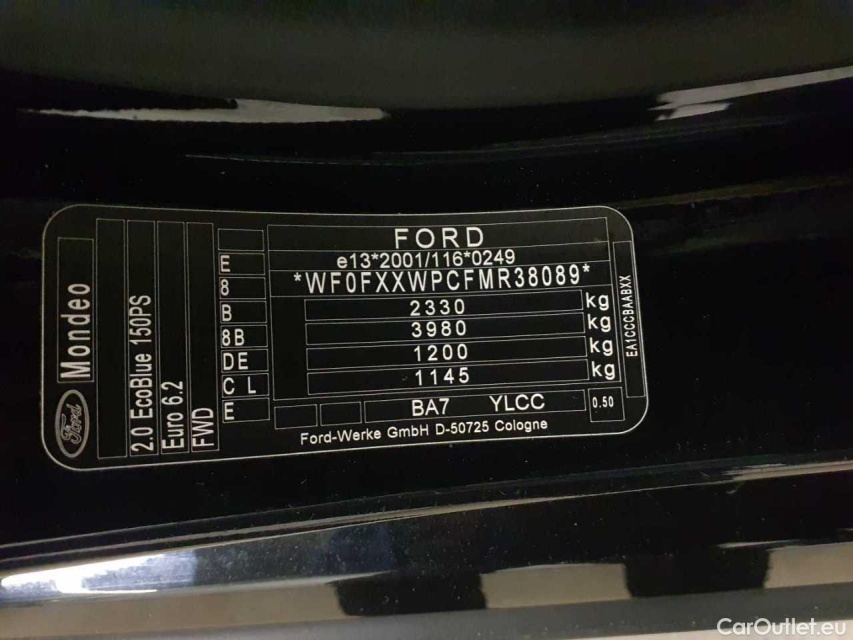 FORD
e13*2001/116*0249
*WF0FXXWPCFMR38089*
2330 kg
3980 kg
1200 kg
1145 kg
BA7 YLCC
0.50
Ford-Werke GmbH D-50725 Cologne
E
8
B
8B
DE
C L
E
Ford
Mondeo
2.0 EcoBlue 150PS
Euro 6.2
FWD
EA1CCCBAABXX
CarOutlet.eu